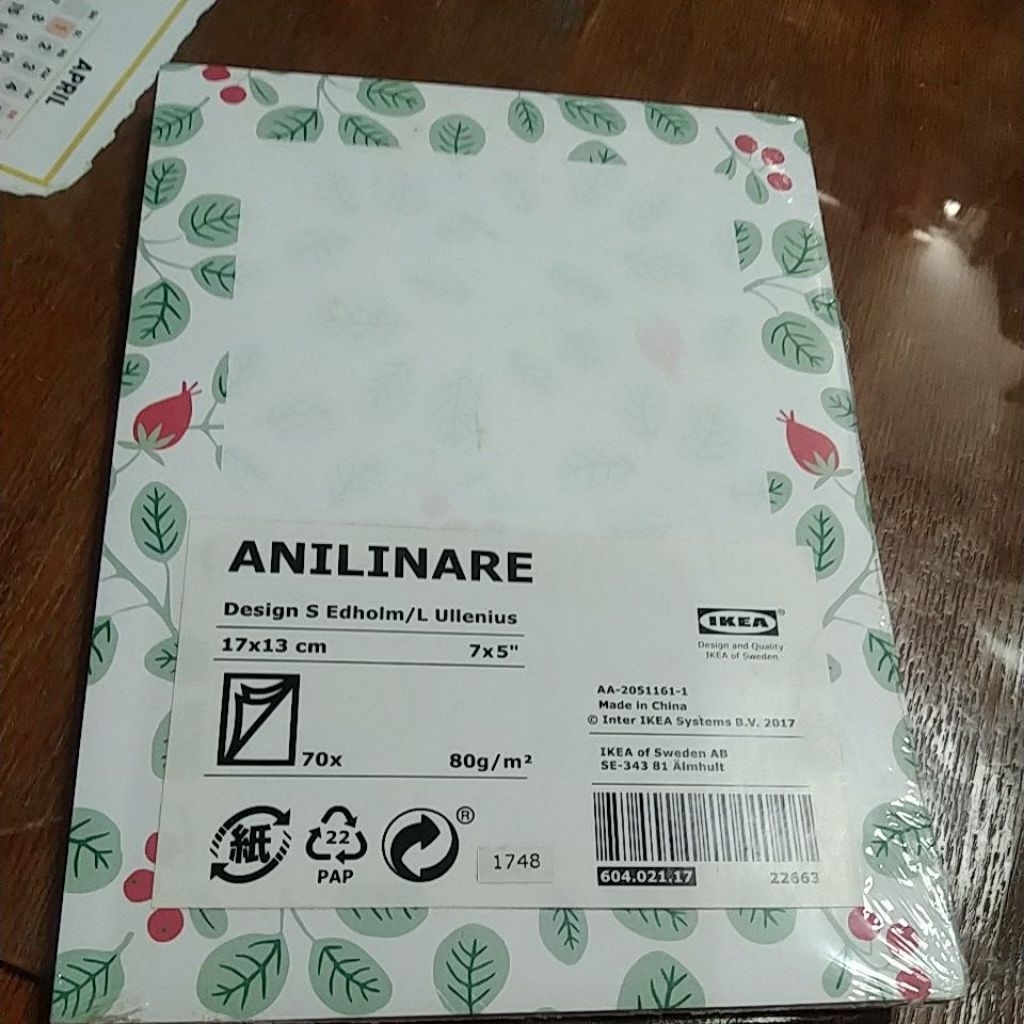 APRIL
ANILINARE
Design S Edholm/L Ullenius
17x13 cm 7x5"
70x 80g/m²
紙
22
PAP
®
1748
IKEA®
Design and Quality
IKEA of Sweden
AA-2051161-1
Made in China
© Inter IKEA Systems B.V. 2017
IKEA of Sweden AB
SE-343 81 Älmhult
604.021.17 22663